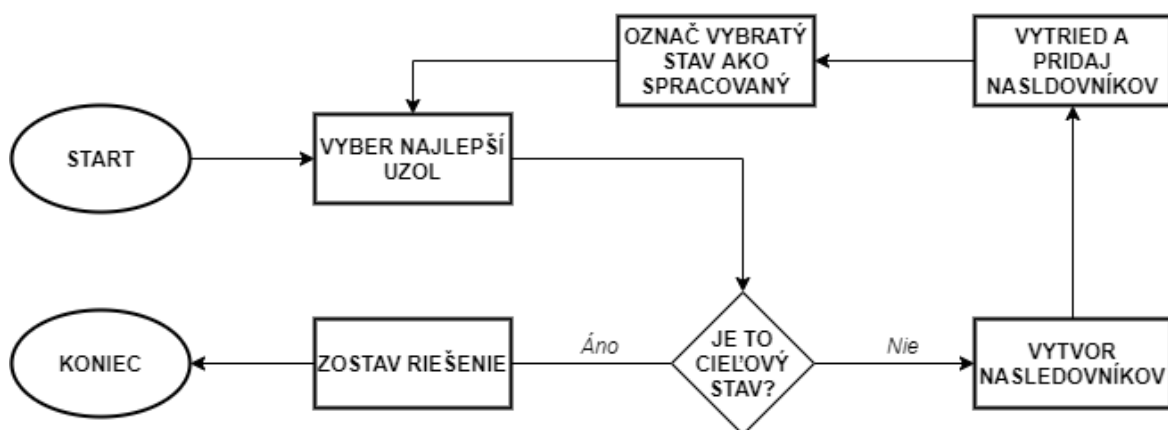 OZNAČ VYBRATÝ
STAV AKO
SPRACOVANÝ
VYTRIED A
PRIDAJ
NASLDOVNÍKOV
START
VYBER NAJLEPŠÍ
UZOL
KONIEC
ZOSTAV RIEŠENIE
Áno
JE TO
CIEĽOVÝ
STAV?
Nie
VYTVOR
NASLEDOVNÍKOV